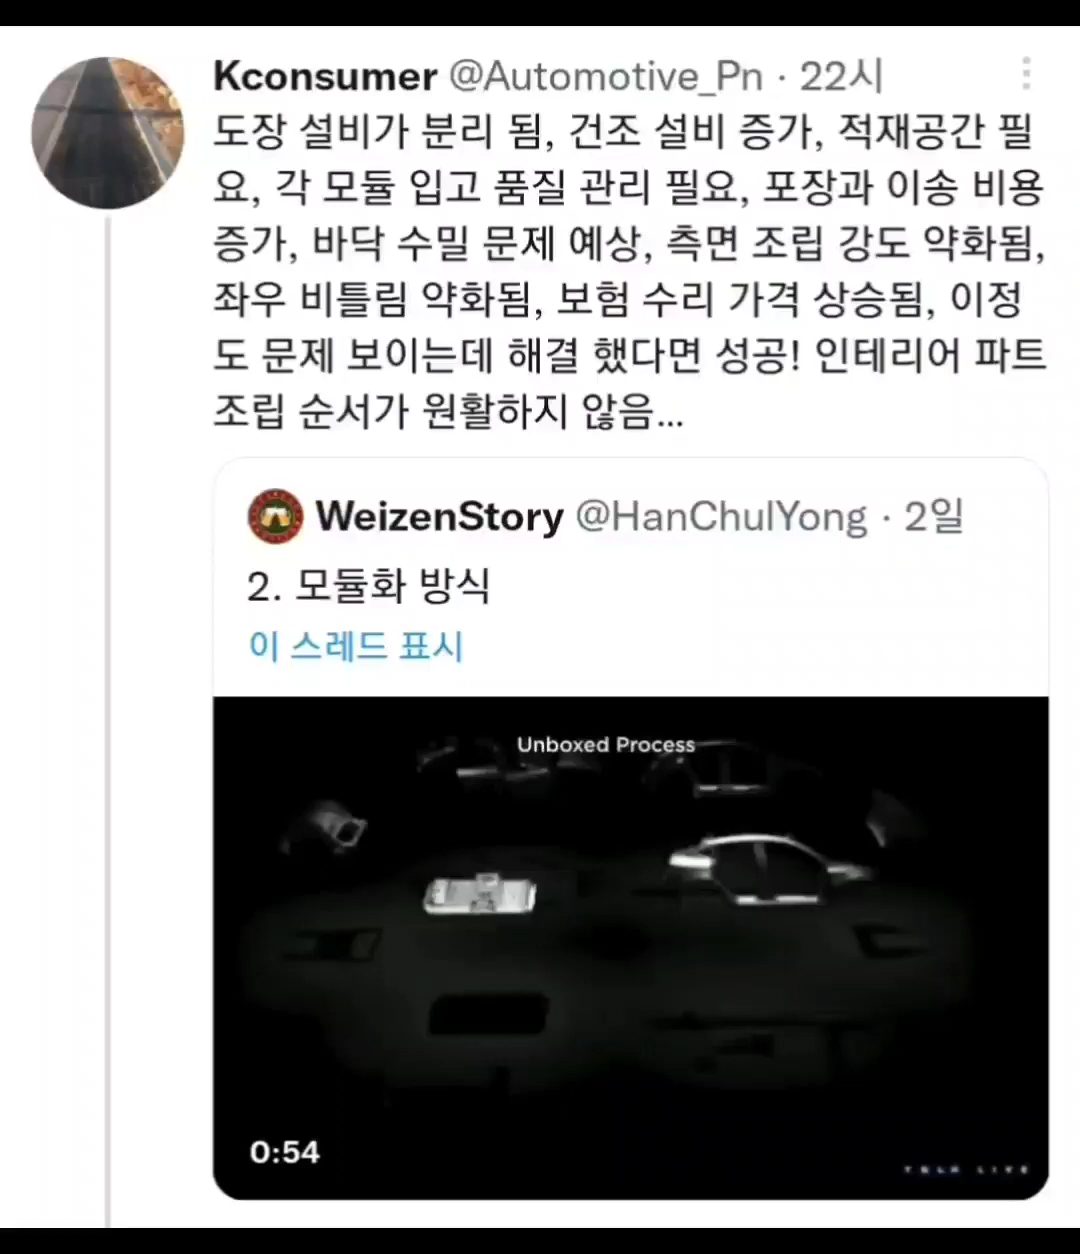 Kconsumer @Automotive_Pn · 22시
도장 설비가 분리 됨, 건조 설비 증가, 적재공간 필
요, 각 모듈 입고 품질 관리 필요, 포장과 이송 비용
증가, 바닥 수밀 문제 예상, 측면 조립 강도 약화됨,
좌우 비틀림 약화됨, 보험 수리 가격 상승됨, 이정
도 문제 보이는데 해결 했다면 성공! 인테리어 파트
조립 순서가 원활하지 않음...
WeizenStory @HanChulYong · 2일
2. 모듈화 방식
이 스레드 표시
Unboxed Process
0:54